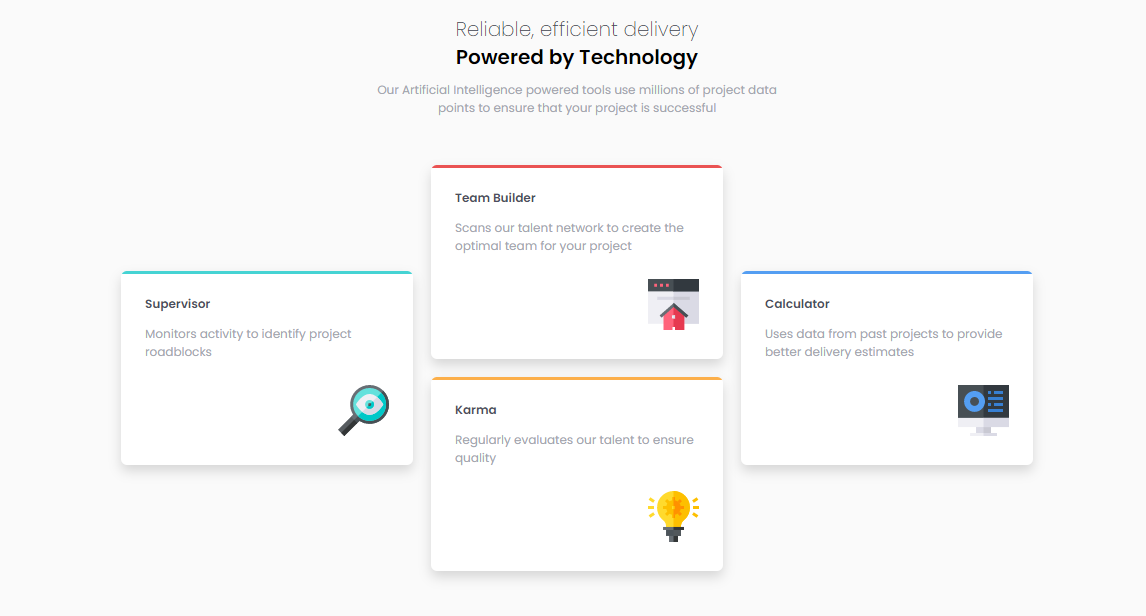 Reliable, efficient delivery
Powered by Technology
Our Artificial Intelligence powered tools use millions of project data
points to ensure that your project is successful
Supervisor
Monitors activity to identify project
roadblocks
Team Builder
Scans our talent network to create the
optimal team for your project
Karma
Regularly evaluates our talent to ensure
quality
Calculator
Uses data from past projects to provide
better delivery estimates